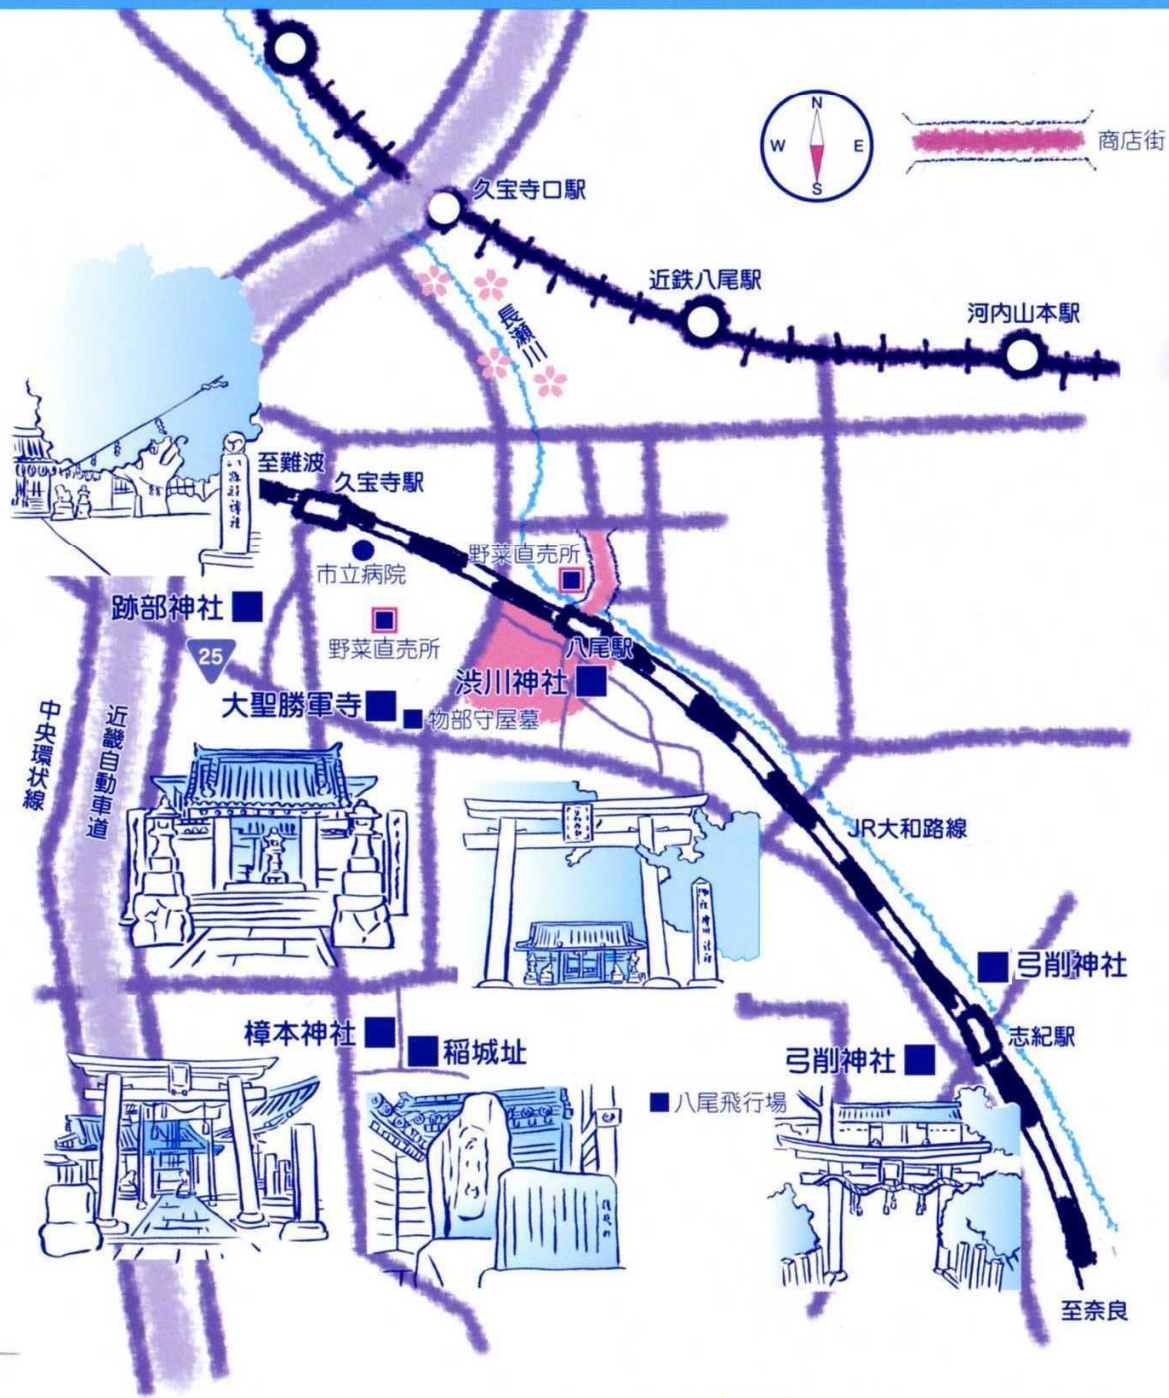 N
W
E
S
商店街
久宝寺口駅
近鉄八尾駅
河内山本駅
長瀬川
至難波
久宝寺駅
市立病院
野菜直売所
跡部神社
25
野菜直売所
八尾駅
渋川神社
大聖勝軍寺
物部守屋墓
中央環状線
近畿自動車道
JR大和路線
弓削神社
樟本神社
稲城址
志紀駅
弓削神社
八尾飛行場
至奈良